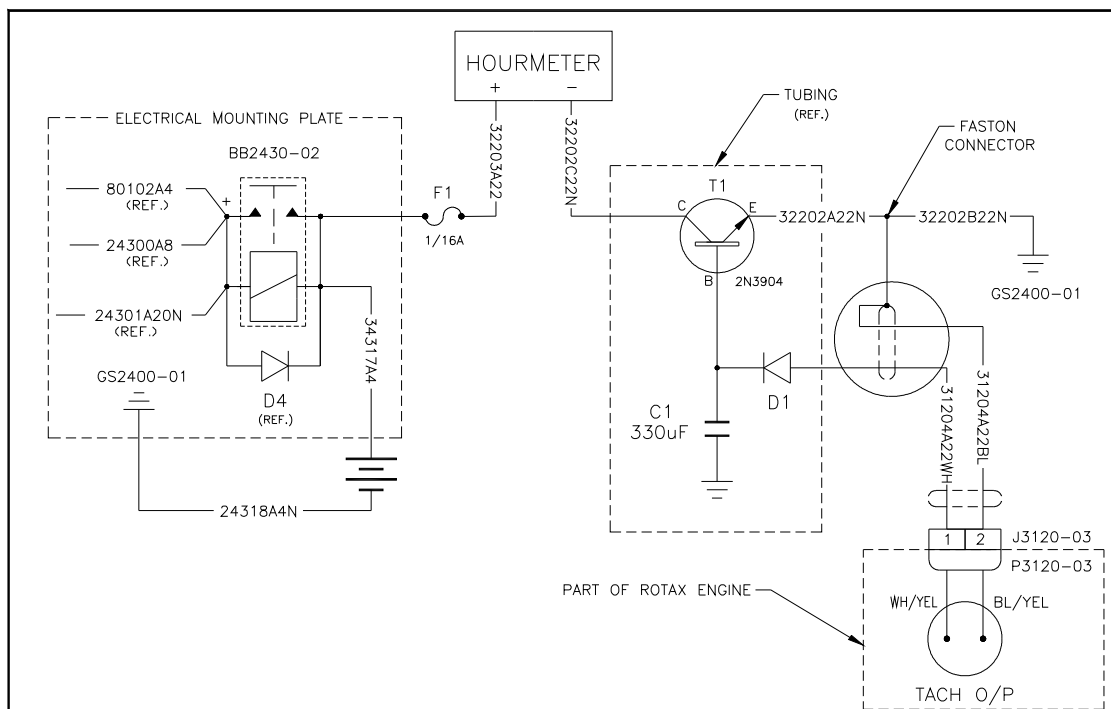 HOURMETER
+ −
TUBING
(REF.)
FASTON
CONNECTOR
ELECTRICAL MOUNTING PLATE
BB2430-02
80102A4
(REF.)
+
24300A8
(REF.)
24301A20N
(REF.)
GS2400-01
D4
(REF.)
34317A4
24318A4N
F1
1/16A
32203A22
32202C22N
T1
C
E
B
2N3904
32202A22N
32202B22N
GS2400-01
D1
C1
330uF
31204A22WH
31204A22BL
1 2
J3120-03
P3120-03
PART OF ROTAX ENGINE
WH/YEL
BL/YEL
TACH O/P